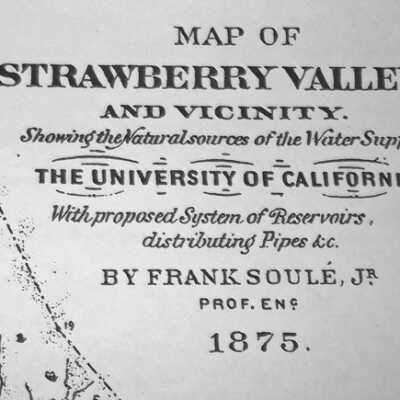 MAP OF
STRAWBERRY VALLE
AND VICINITY.
Showing the Natural sources of the Water Supp
THE UNIVERSITY OF CALIFORNI
With proposed System of Reservoirs,
distributing Pipes &c.
BY FRANK SOULÉ, JR
PROF. ENG
1875.